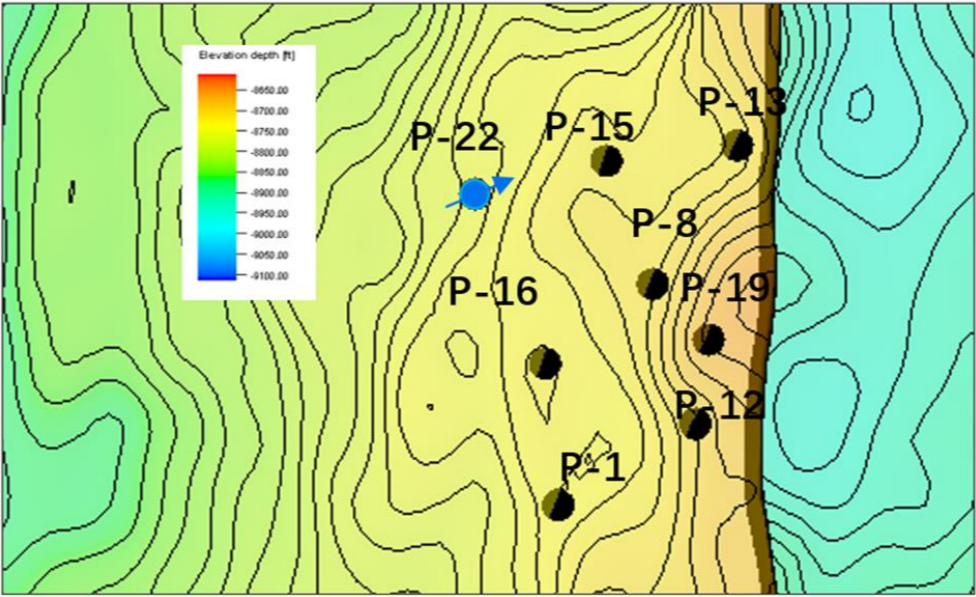 Elevation depth [ft]
-8650.00
-8700.00
-8750.00
-8800.00
-8850.00
-8900.00
-8950.00
-9000.00
-9050.00
-9100.00
P-13
P-15
P-22
P-8
P-19
P-16
P-12
P-1